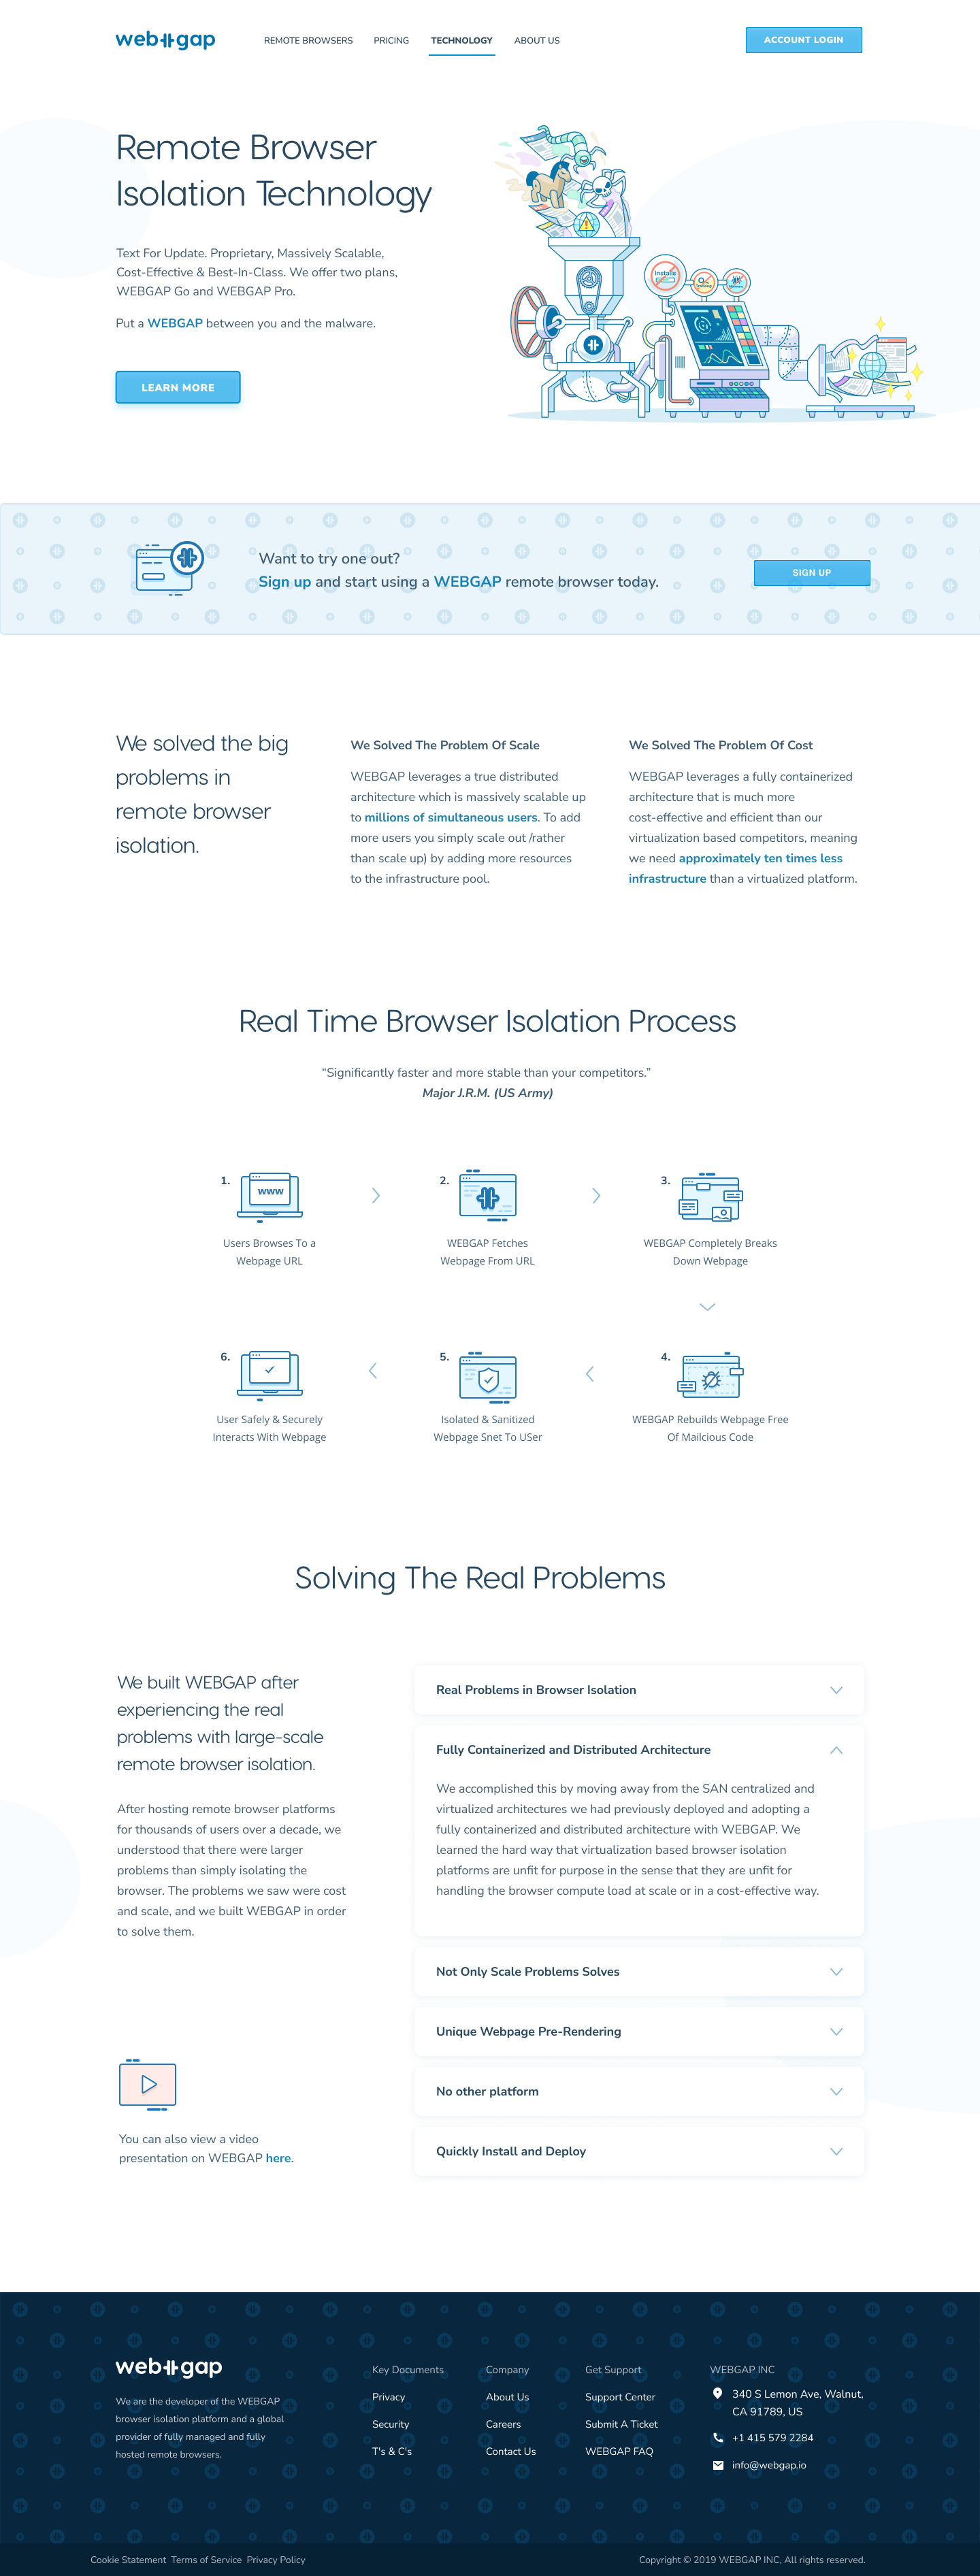 web gap
REMOTE BROWSERS
PRICING
TECHNOLOGY
ABOUT US
ACCOUNT LOGIN
Remote Browser
Isolation Technology
Text For Update. Proprietary, Massively Scalable,
Cost-Effective & Best-In-Class. We offer two plans,
WEBGAP Go and WEBGAP Pro.
Put a WEBGAP between you and the malware.
LEARN MORE
Installs
Want to try one out?
Sign up and start using a WEBGAP remote browser today.
SIGN UP
We solved the big
problems in
remote browser
isolation.
We Solved The Problem Of Scale
WEBGAP leverages a true distributed
architecture which is massively scalable up
to millions of simultaneous users. To add
more users you simply scale out /rather
than scale up) by adding more resources
to the infrastructure pool.
We Solved The Problem Of Cost
WEBGAP leverages a fully containerized
architecture that is much more
cost-effective and efficient than our
virtualization based competitors, meaning
we need approximately ten times less
infrastructure than a virtualized platform.
Real Time Browser Isolation Process
“Significantly faster and more stable than your competitors.”
Major J.R.M. (US Army)
1.
www
Users Browses To a
Webpage URL
2.
WEBGAP Fetches
Webpage From URL
3.
WEBGAP Completely Breaks
Down Webpage
6.
User Safely & Securely
Interacts With Webpage
5.
Isolated & Sanitized
Webpage Snet To USer
4.
WEBGAP Rebuilds Webpage Free
Of Mailcious Code
Solving The Real Problems
We built WEBGAP after
experiencing the real
problems with large-scale
remote browser isolation.
After hosting remote browser platforms
for thousands of users over a decade, we
understood that there were larger
problems than simply isolating the
browser. The problems we saw were cost
and scale, and we built WEBGAP in order
to solve them.
You can also view a video
presentation on WEBGAP here.
Real Problems in Browser Isolation
Fully Containerized and Distributed Architecture
We accomplished this by moving away from the SAN centralized and
virtualized architectures we had previously deployed and adopting a
fully containerized and distributed architecture with WEBGAP. We
learned the hard way that virtualization based browser isolation
platforms are unfit for purpose in the sense that they are unfit for
handling the browser compute load at scale or in a cost-effective way.
Not Only Scale Problems Solves
Unique Webpage Pre-Rendering
No other platform
Quickly Install and Deploy
web gap
We are the developer of the WEBGAP
browser isolation platform and a global
provider of fully managed and fully
hosted remote browsers.
Key Documents
Privacy
Security
T's & C's
Company
About Us
Careers
Contact Us
Get Support
Support Center
Submit A Ticket
WEBGAP FAQ
WEBGAP INC
340 S Lemon Ave, Walnut,
CA 91789, US
+1 415 579 2284
info@webgap.io
Cookie Statement Terms of Service Privacy Policy
Copyright © 2019 WEBGAP INC, All rights reserved.